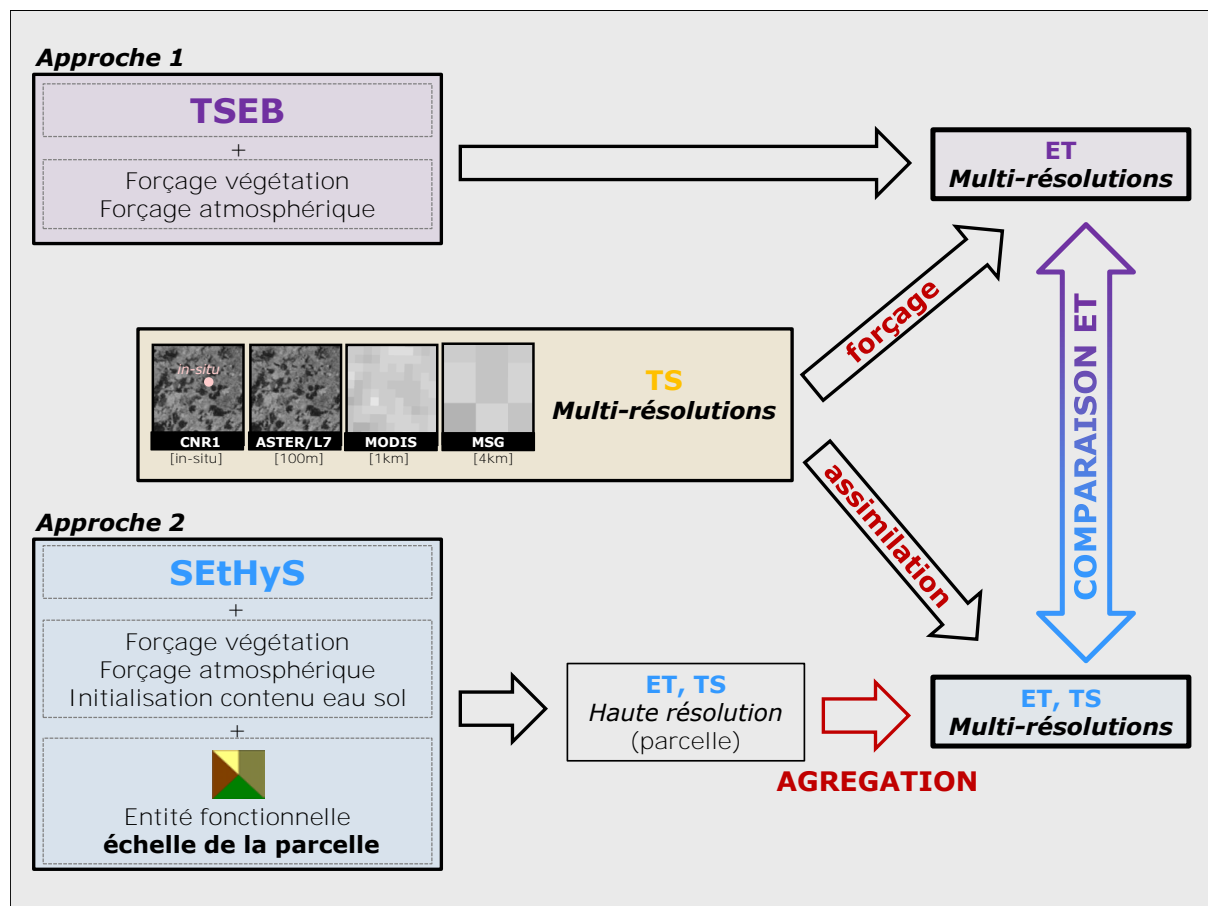 Approche 1
TSEB
+
Forçage végétation
Forçage atmosphérique
ET
Multi-résolutions
forçage
in-situ
CNR1
ASTER/L7
MODIS
MSG
[in-situ]
[100m]
[1km]
[4km]
TS
Multi-résolutions
COMPARAISON ET
assimilation
Approche 2
SEtHyS
+
Forçage végétation
Forçage atmosphérique
Initialisation contenu eau sol
+
Entité fonctionnelle
échelle de la parcelle
ET, TS
Haute résolution
(parcelle)
AGREGATION
ET, TS
Multi-résolutions